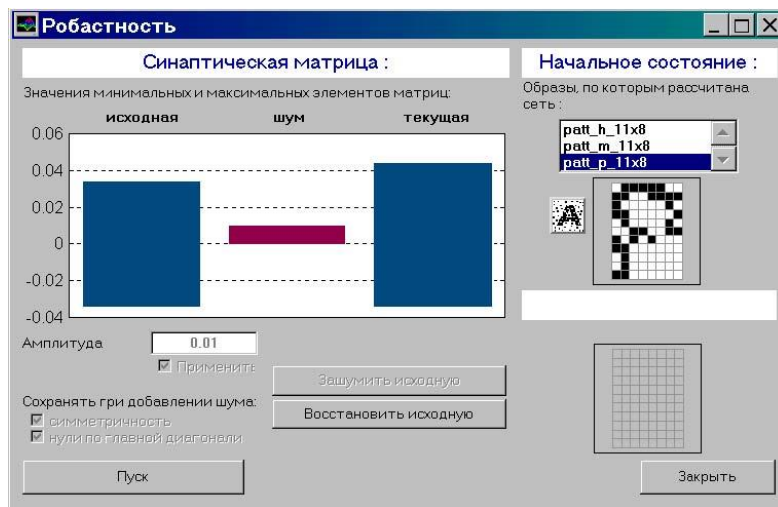 Робастность
Синаптическая матрица :
Значения минимальных и максимальных элементов матриц:
исходная шум текущая
0.06
0.04
0.02
0
-0.02
-0.04
Амплитуда 0.01
Применить
Зашумить исходную
Сохранять гри добавлении шума:
симметричность
нули по главной диагонали
Восстановить исходную
Пуск
Начальное состояние :
Образы, по которым рассчитана
сеть :
patt_h_11x8
patt_m_11x8
patt_p_11x8
A
Закрыть